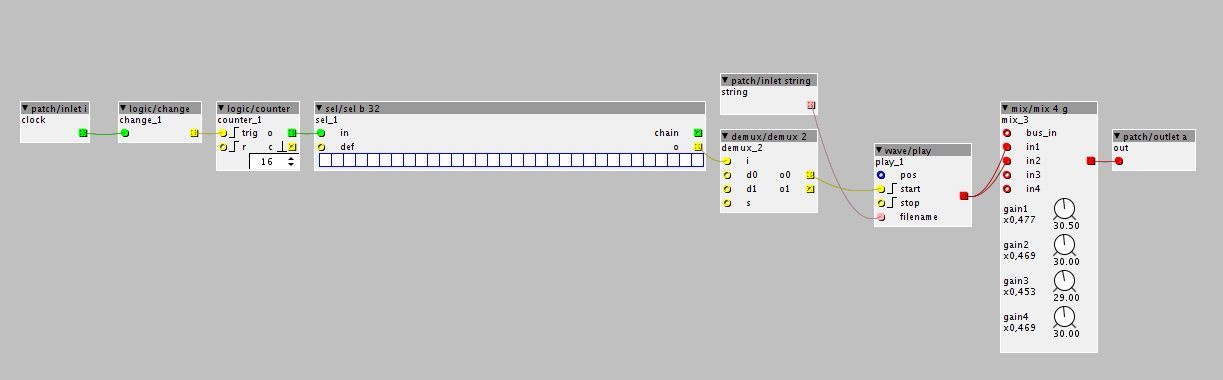 patch/inlet i
clock
logic/change
change_1
logic/counter
counter_1
trig o
r c
16
sel/sel b 32
sel_1
in chain
def o
patch/inlet string
string
demux/demux 2
demux_2
i
d0 o0
d1 o1
s
wave/play
play_1
pos
start
stop
filename
mix/mix 4 g
mix_3
bus_in
in1
in2
in3
in4
gain1
x0,477
30.50
gain2
x0,469
30.00
gain3
x0,453
29.00
gain4
x0,469
30.00
patch/outlet a
out